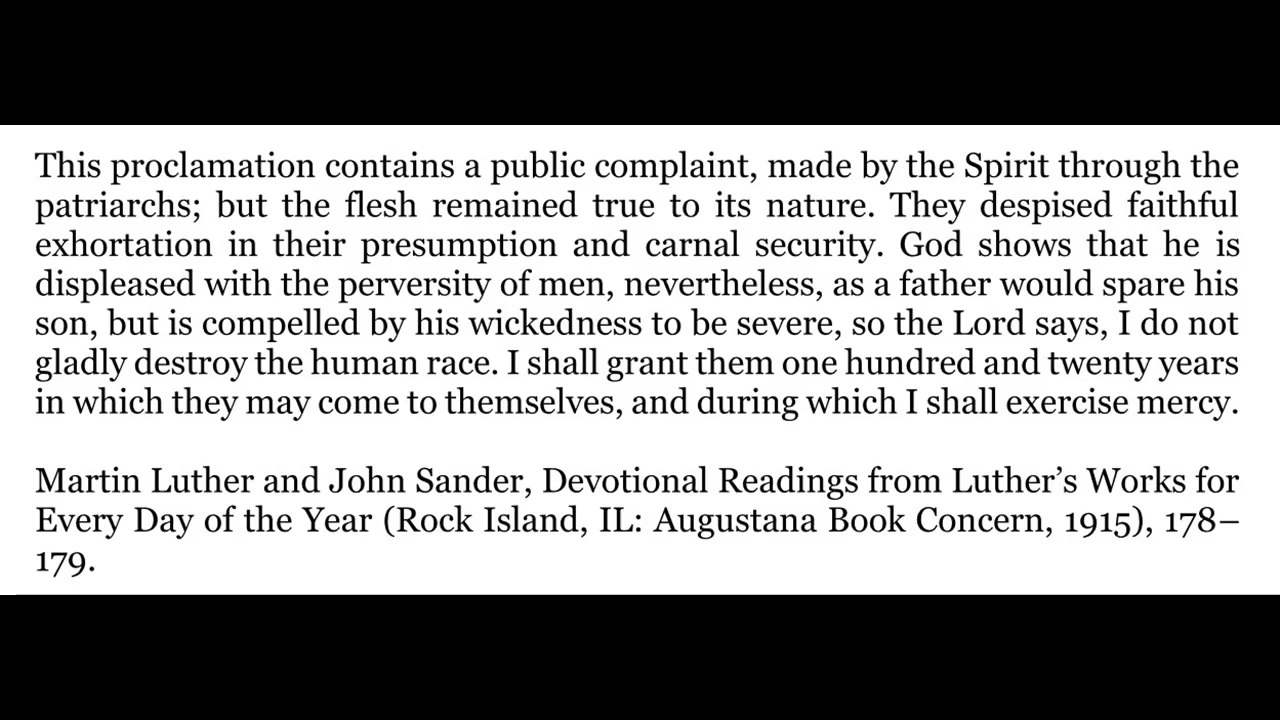 This proclamation contains a public complaint, made by the Spirit through the
patriarchs; but the flesh remained true to its nature. They despised faithful
exhortation in their presumption and carnal security. God shows that he is
displeased with the perversity of men, nevertheless, as a father would spare his
son, but is compelled by his wickedness to be severe, so the Lord says, I do not
gladly destroy the human race. I shall grant them one hundred and twenty years
in which they may come to themselves, and during which I shall exercise mercy.
Martin Luther and John Sander, Devotional Readings from Luther’s Works for
Every Day of the Year (Rock Island, IL: Augustana Book Concern, 1915), 178–
179.